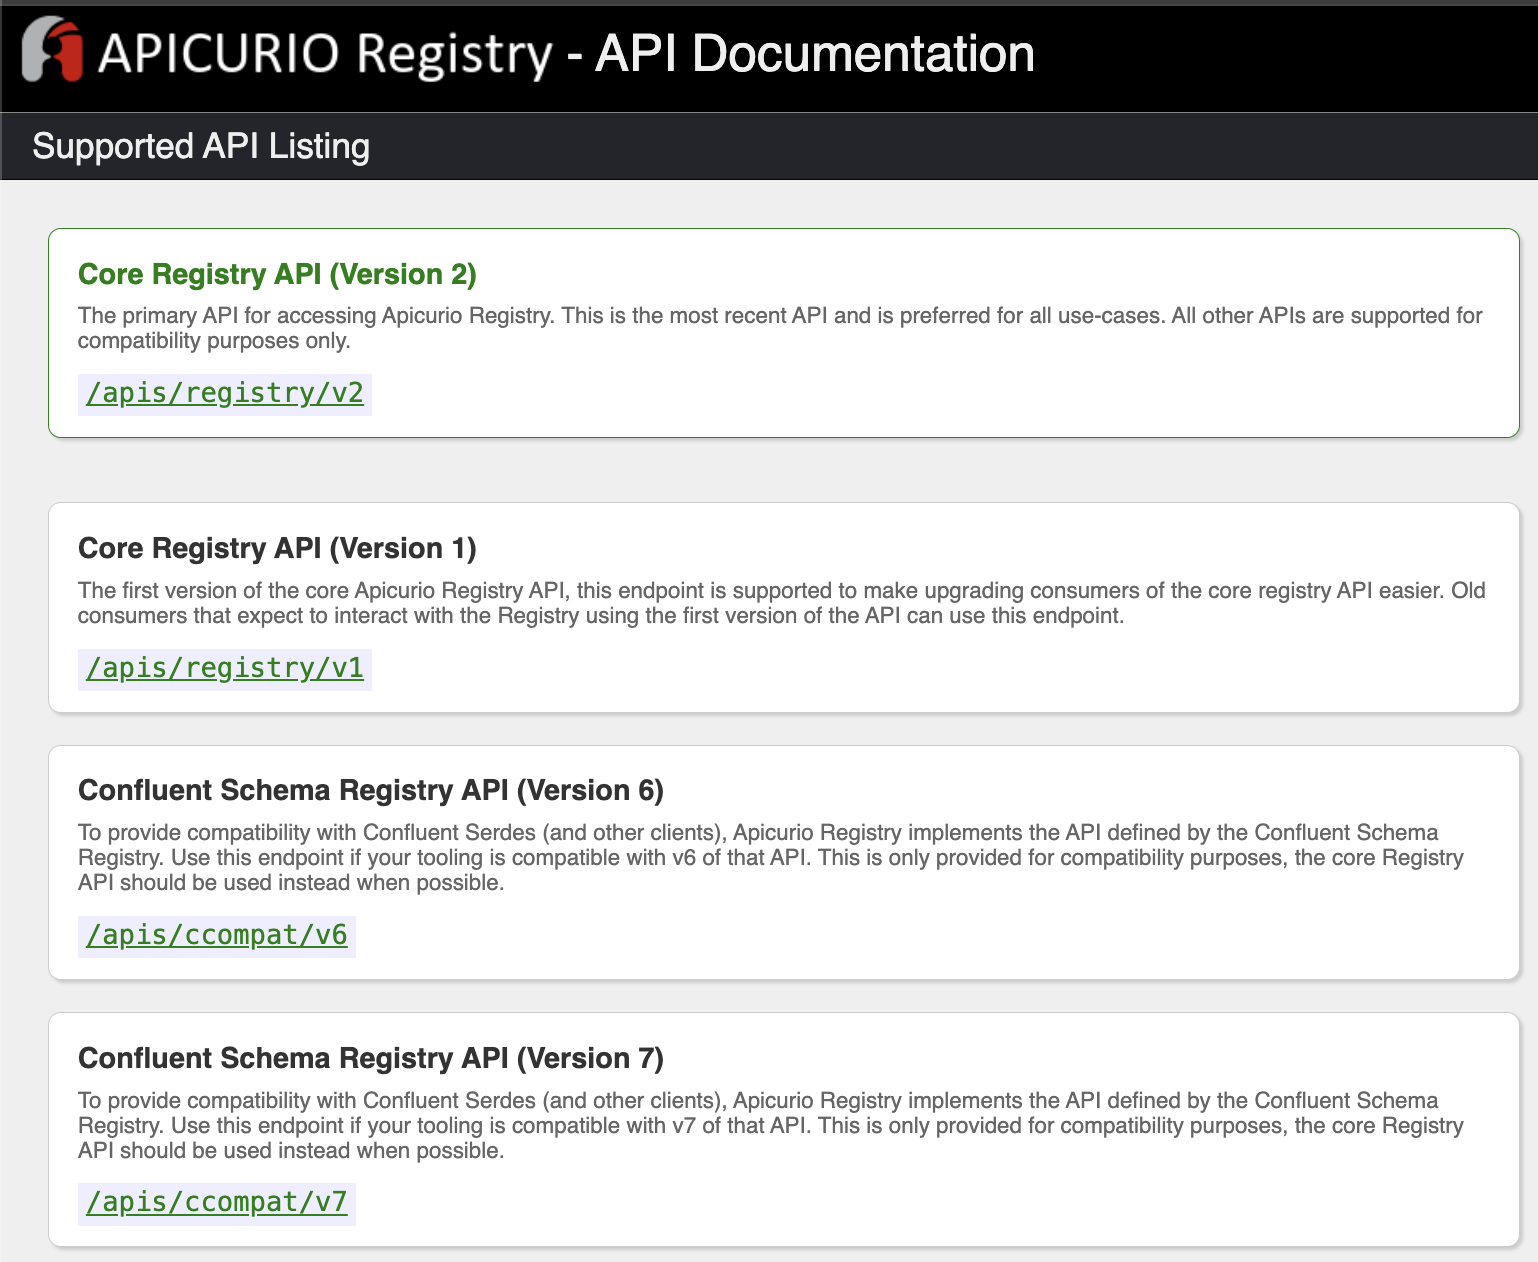 APICURIO Registry - API Documentation
Supported API Listing
Core Registry API (Version 2)
The primary API for accessing Apicurio Registry. This is the most recent API and is preferred for all use-cases. All other APIs are supported for
compatibility purposes only.
/apis/registry/v2
Core Registry API (Version 1)
The first version of the core Apicurio Registry API, this endpoint is supported to make upgrading consumers of the core registry API easier. Old
consumers that expect to interact with the Registry using the first version of the API can use this endpoint.
/apis/registry/v1
Confluent Schema Registry API (Version 6)
To provide compatibility with Confluent Serdes (and other clients), Apicurio Registry implements the API defined by the Confluent Schema
Registry. Use this endpoint if your tooling is compatible with v6 of that API. This is only provided for compatibility purposes, the core Registry
API should be used instead when possible.
/apis/ccompat/v6
Confluent Schema Registry API (Version 7)
To provide compatibility with Confluent Serdes (and other clients), Apicurio Registry implements the API defined by the Confluent Schema
Registry. Use this endpoint if your tooling is compatible with v7 of that API. This is only provided for compatibility purposes, the core Registry
API should be used instead when possible.
/apis/ccompat/v7